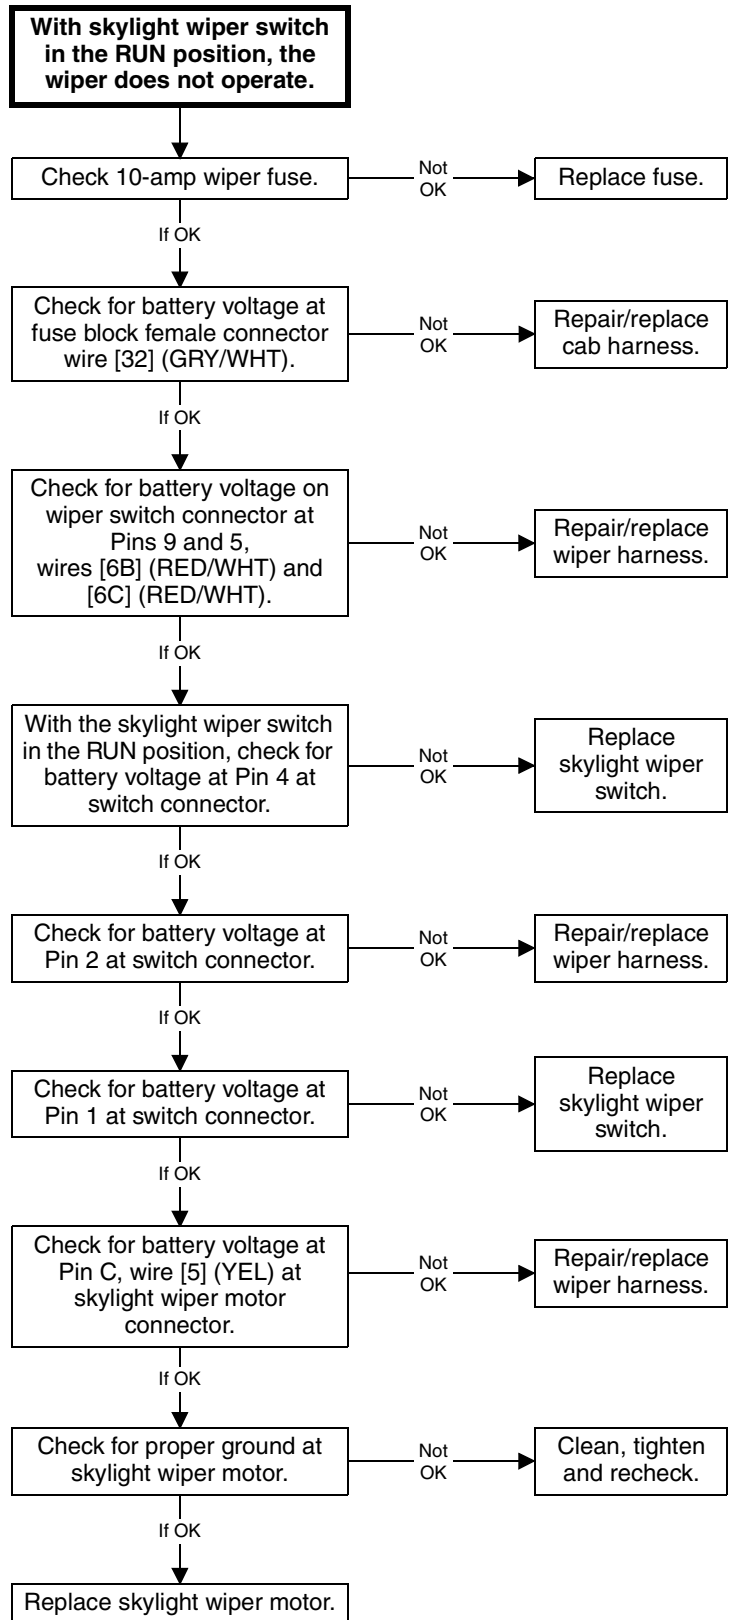 With skylight wiper switch
in the RUN position, the
wiper does not operate.
Check 10-amp wiper fuse.
Not
OK
Replace fuse.
If OK
Check for battery voltage at
fuse block female connector
wire [32] (GRY/WHT).
Not
OK
Repair/replace
cab harness.
If OK
Check for battery voltage on
wiper switch connector at
Pins 9 and 5,
wires [6B] (RED/WHT) and
[6C] (RED/WHT).
Not
OK
Repair/replace
wiper harness.
If OK
With the skylight wiper switch
in the RUN position, check for
battery voltage at Pin 4 at
switch connector.
Not
OK
Replace
skylight wiper
switch.
If OK
Check for battery voltage at
Pin 2 at switch connector.
Not
OK
Repair/replace
wiper harness.
If OK
Check for battery voltage at
Pin 1 at switch connector.
Not
OK
Replace
skylight wiper
switch.
If OK
Check for battery voltage at
Pin C, wire [5] (YEL) at
skylight wiper motor
connector.
Not
OK
Repair/replace
wiper harness.
If OK
Check for proper ground at
skylight wiper motor.
Not
OK
Clean, tighten
and recheck.
If OK
Replace skylight wiper motor.